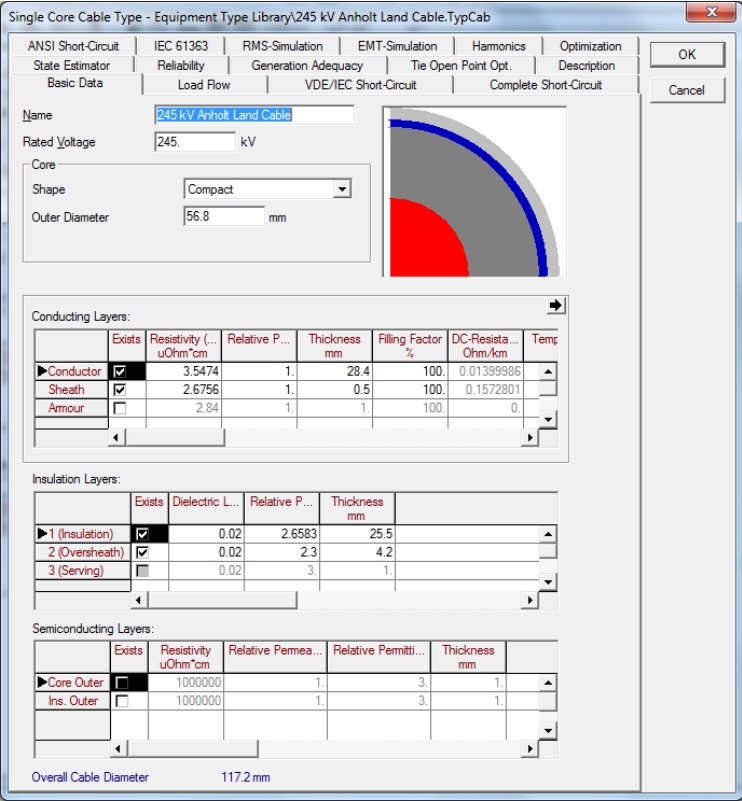 Single Core Cable Type - Equipment Type Library\245 kV Anholt Land Cable.TypCab
ANSI Short-Circuit IEC 61363 RMS-Simulation EMT-Simulation Harmonics Optimization
State Estimator Reliability Generation Adequacy Tie Open Point Opt. Description
Basic Data Load Flow VDE/IEC Short-Circuit Complete Short-Circuit
OK
Cancel
Name 245 kV Anholt Land Cable
Rated Voltage 245. kV
Core
Shape Compact
Outer Diameter 56.8 mm
Conducting Layers:
Exists Resistivity (... Relative P... Thickness Filling Factor DC-Resista... Temp
uOhm*cm mm % Ohm/km
Conductor 3.5474 1. 28.4 100. 0.01399986
Sheath 2.6756 1. 0.5 100. 0.1572801
Armour 2.84 1. 1. 100. 0.
Insulation Layers:
Exists Dielectric L... Relative P... Thickness
mm
1 (Insulation) 0.02 2.6583 25.5
2 (Oversheath) 0.02 2.3 4.2
3 (Serving) 0.02 3. 1.
Semiconducting Layers:
Exists Resistivity Relative Permea... Relative Permitti... Thickness
uOhm*cm mm
Core Outer 1000000 1. 3. 1.
Ins. Outer 1000000 1. 3. 1.
Overall Cable Diameter 117.2 mm